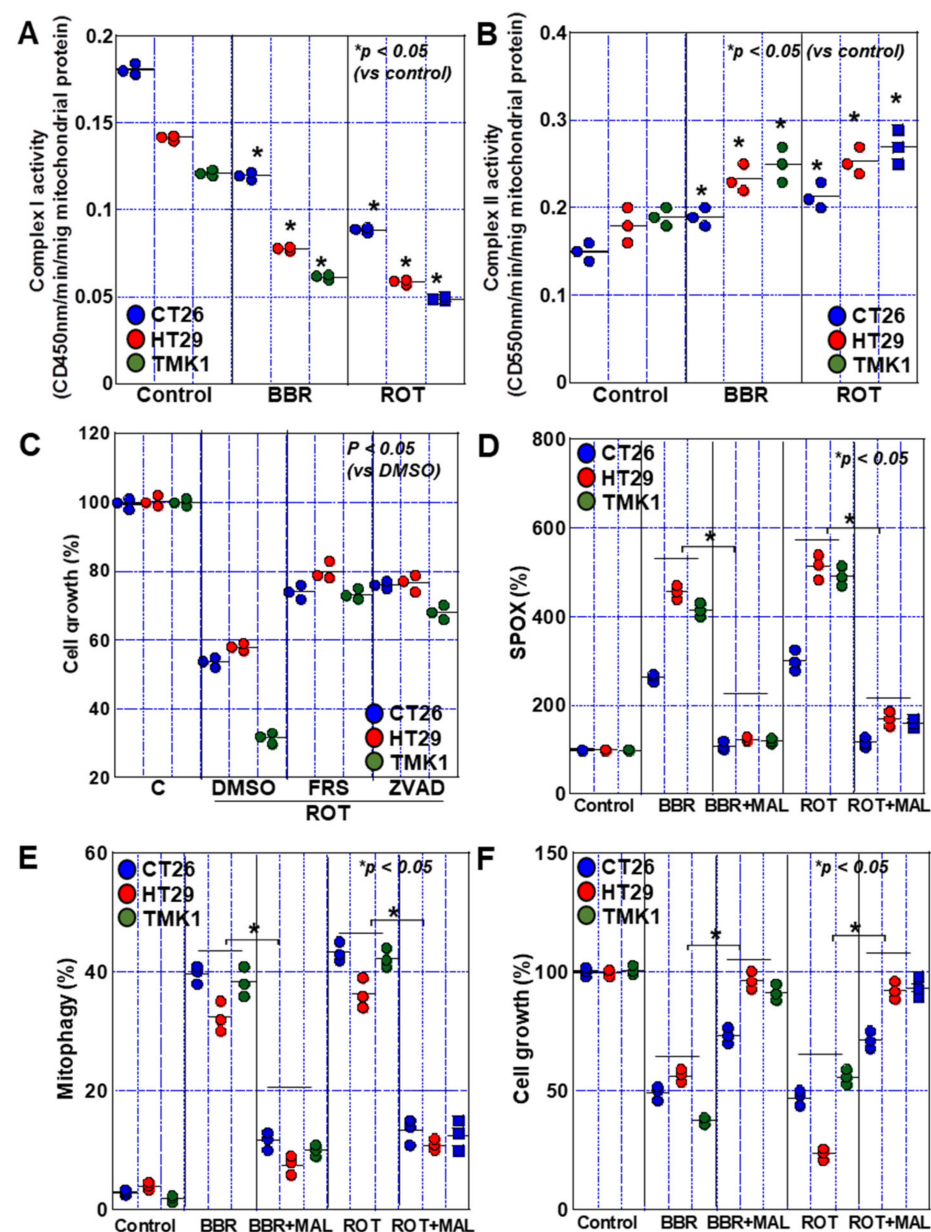 A
Complex I activity
(CD450nm/min/mig mitochondrial protein)
0.2
0.15
0.1
0.05
0
*p < 0.05
(vs control)
*
*
*
*
*
*
CT26
HT29
TMK1
Control BBR ROT
B
Complex II activity
(CD550nm/min/mig mitochondrial protein)
0.4
0.3
0.2
0.1
0
*p < 0.05 (vs control)
*
*
*
*
*
*
CT26
HT29
TMK1
Control BBR ROT
C
Cell growth (%)
120
100
80
60
40
20
P < 0.05
(vs DMSO)
CT26
HT29
TMK1
C DMSO FRS ZVAD
ROT
D
SPOX (%)
800
600
400
200
0
CT26
HT29
TMK1
*p < 0.05
*
*
Control BBR BBR+MAL ROT ROT+MAL
E
Mitophagy (%)
60
40
20
0
CT26
HT29
TMK1
*p < 0.05
*
*
Control BBR BBR+MAL ROT ROT+MAL
F
Cell growth (%)
150
100
50
0
CT26
HT29
TMK1
*p < 0.05
*
*
Control BBR BBR+MAL ROT ROT+MAL